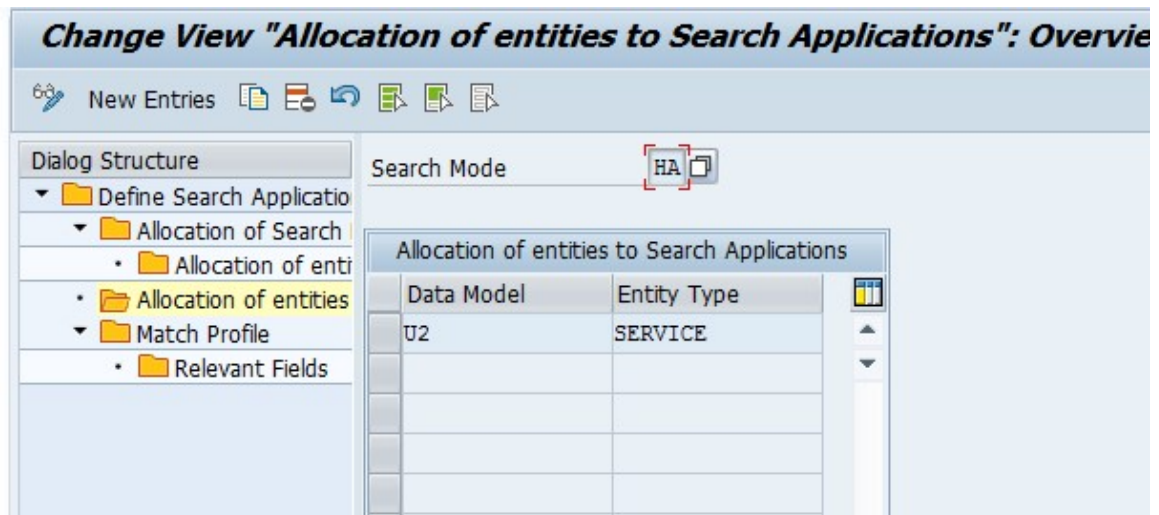 Change View "Allocation of entities to Search Applications": Overvie
New Entries
Dialog Structure
Define Search Applicatio
Allocation of Search
Allocation of enti
Allocation of entities
Match Profile
Relevant Fields
Search Mode HA
Allocation of entities to Search Applications
Data Model Entity Type
U2 SERVICE